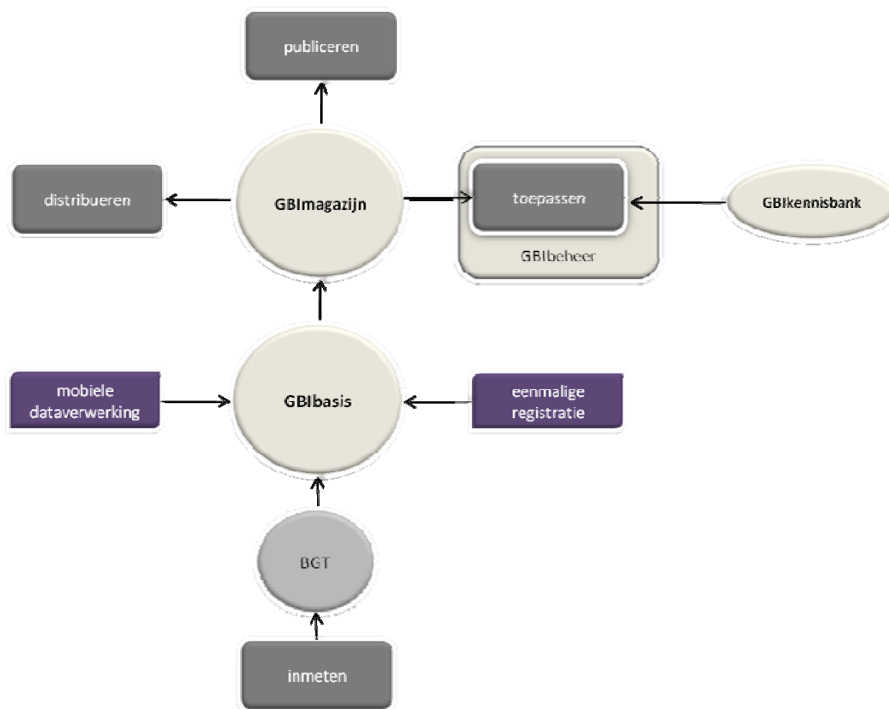 publiceren
distribueren
GBImagazijn
toepassen
GBIkennisbank
GBIbeheer
mobiele
dataverwerking
GBIbasis
eenmalige
registratie
BGT
inmeten